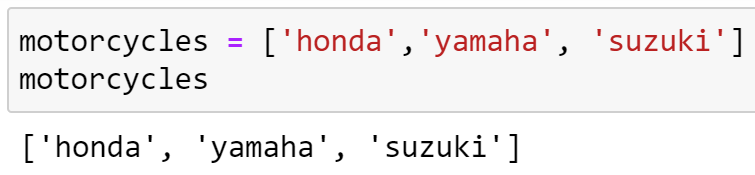 motorcycles = ['honda','yamaha', 'suzuki']
motorcycles
['honda', 'yamaha', 'suzuki']